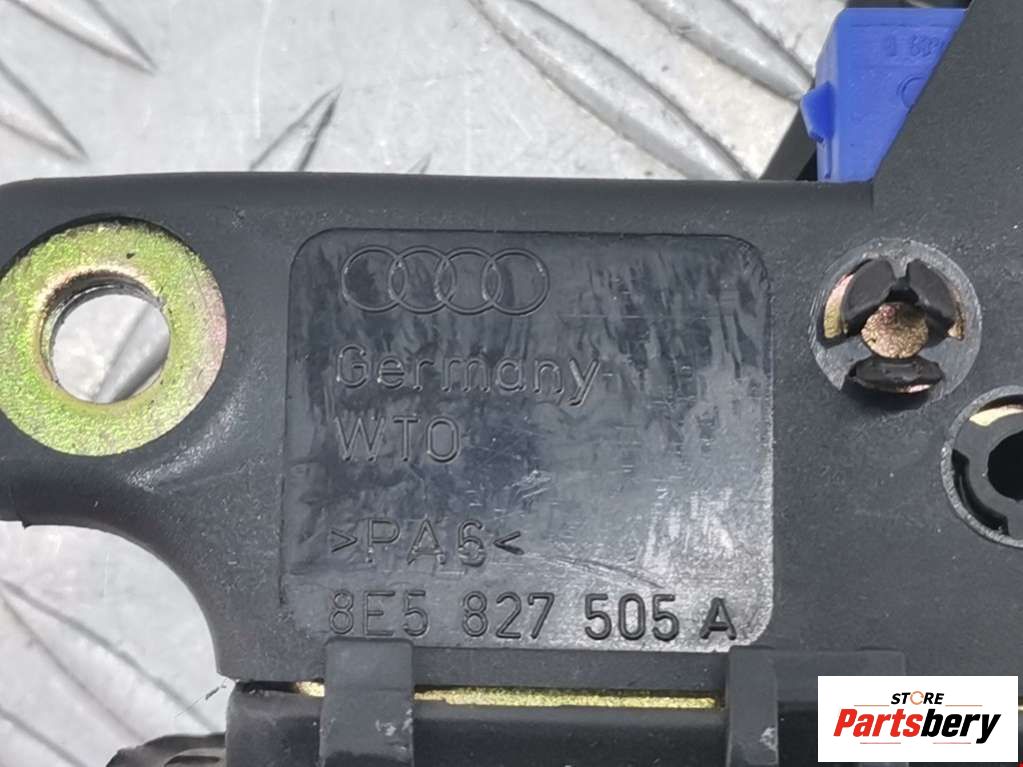 Germany
WTO
>PA6<
8E5 827 505 A
STORE
Partsbery